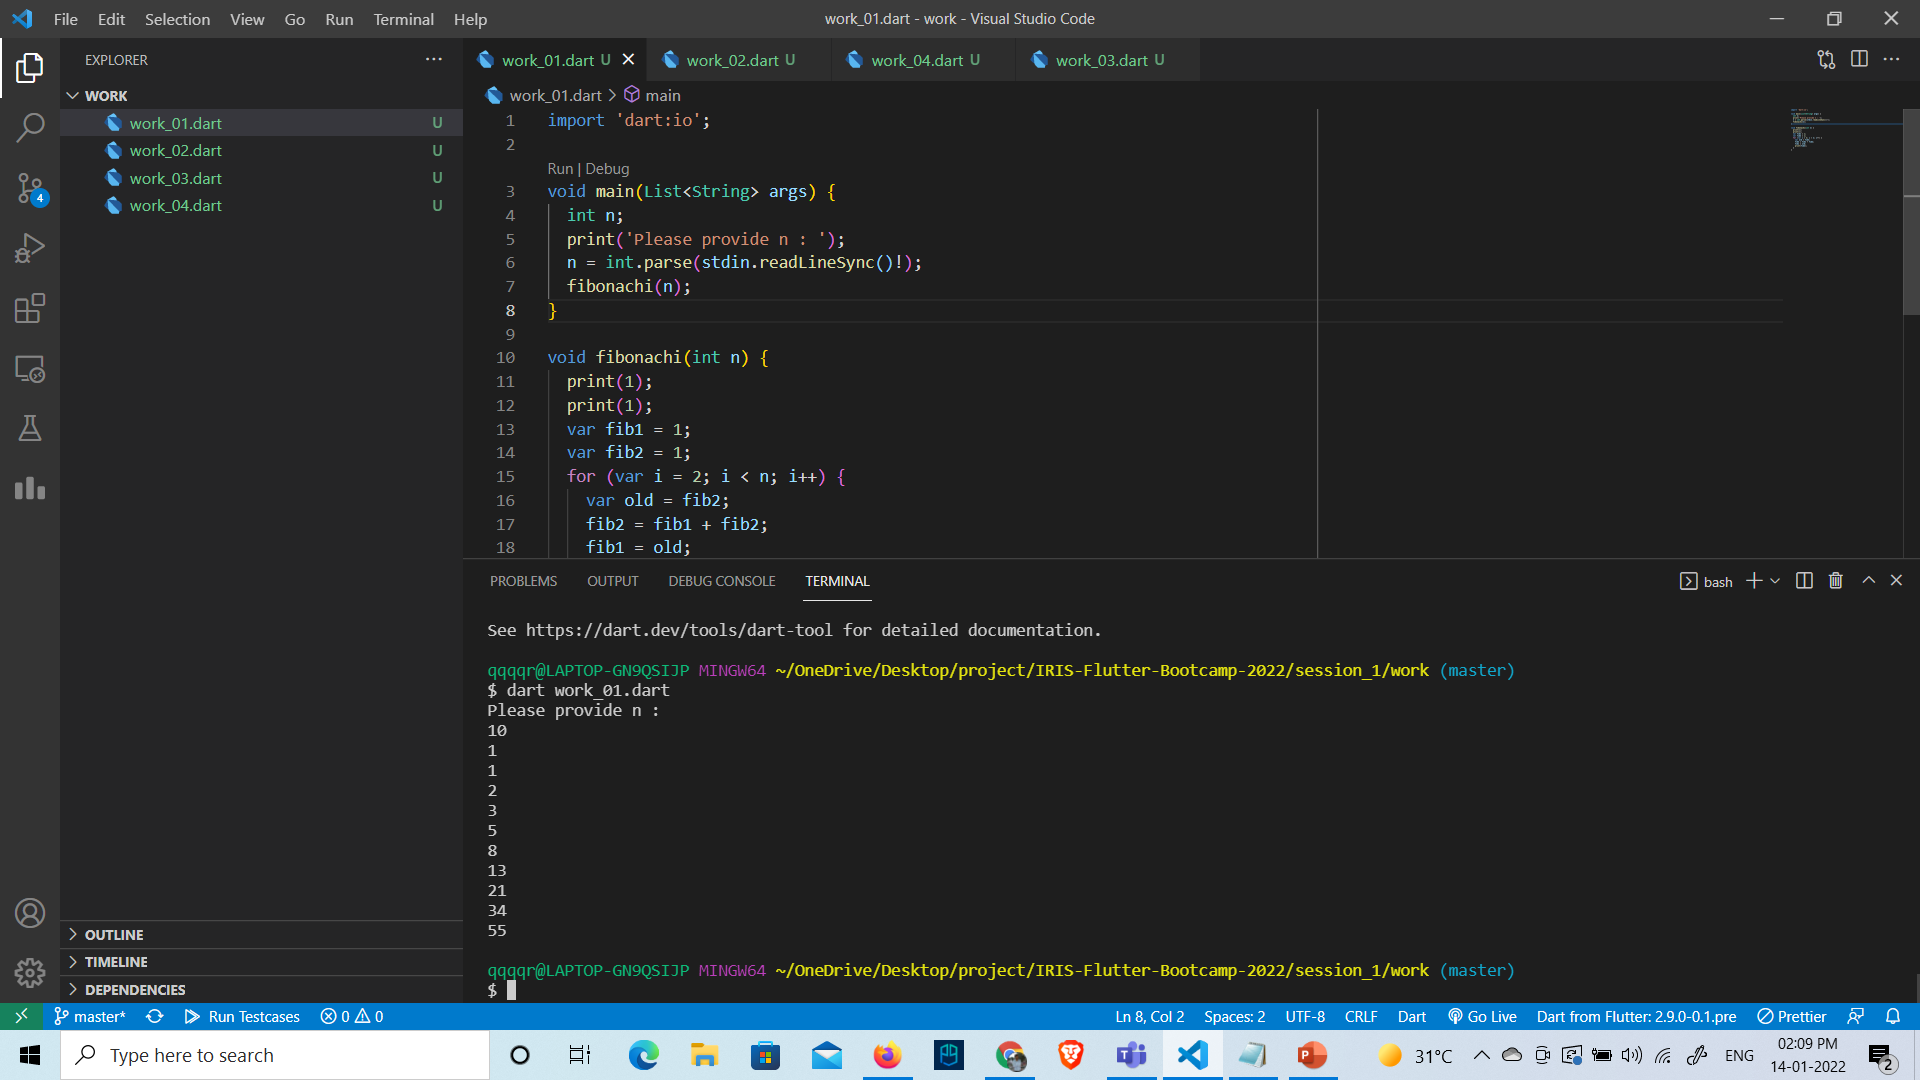 File Edit Selection View Go Run Terminal Help
work_01.dart - work - Visual Studio Code
EXPLORER
WORK
work_01.dart U
work_02.dart U
work_03.dart U
work_04.dart U
4
OUTLINE
TIMELINE
DEPENDENCIES
work_01.dart U work_02.dart U work_04.dart U work_03.dart U
work_01.dart > main
1 import 'dart:io';
2
Run | Debug
3 void main(List<String> args) {
4 int n;
5 print('Please provide n : ');
6 n = int.parse(stdin.readLineSync()!);
7 fibonachi(n);
8 }
9
10 void fibonachi(int n) {
11 print(1);
12 print(1);
13 var fib1 = 1;
14 var fib2 = 1;
15 for (var i = 2; i < n; i++) {
16 var old = fib2;
17 fib2 = fib1 + fib2;
18 fib1 = old;
PROBLEMS OUTPUT DEBUG CONSOLE TERMINAL
bash
See https://dart.dev/tools/dart-tool for detailed documentation.
qqqqr@LAPTOP-GN9QSIJP MINGW64 ~/OneDrive/Desktop/project/IRIS-Flutter-Bootcamp-2022/session_1/work (master)
$ dart work_01.dart
Please provide n :
10
1
1
2
3
5
8
13
21
34
55
qqqqr@LAPTOP-GN9QSIJP MINGW64 ~/OneDrive/Desktop/project/IRIS-Flutter-Bootcamp-2022/session_1/work (master)
$
master* Run Testcases 0 0
Ln 8, Col 2 Spaces: 2 UTF-8 CRLF Dart Go Live Dart from Flutter: 2.9.0-0.1.pre Prettier
Type here to search
31°C ENG
02:09 PM
14-01-2022
2